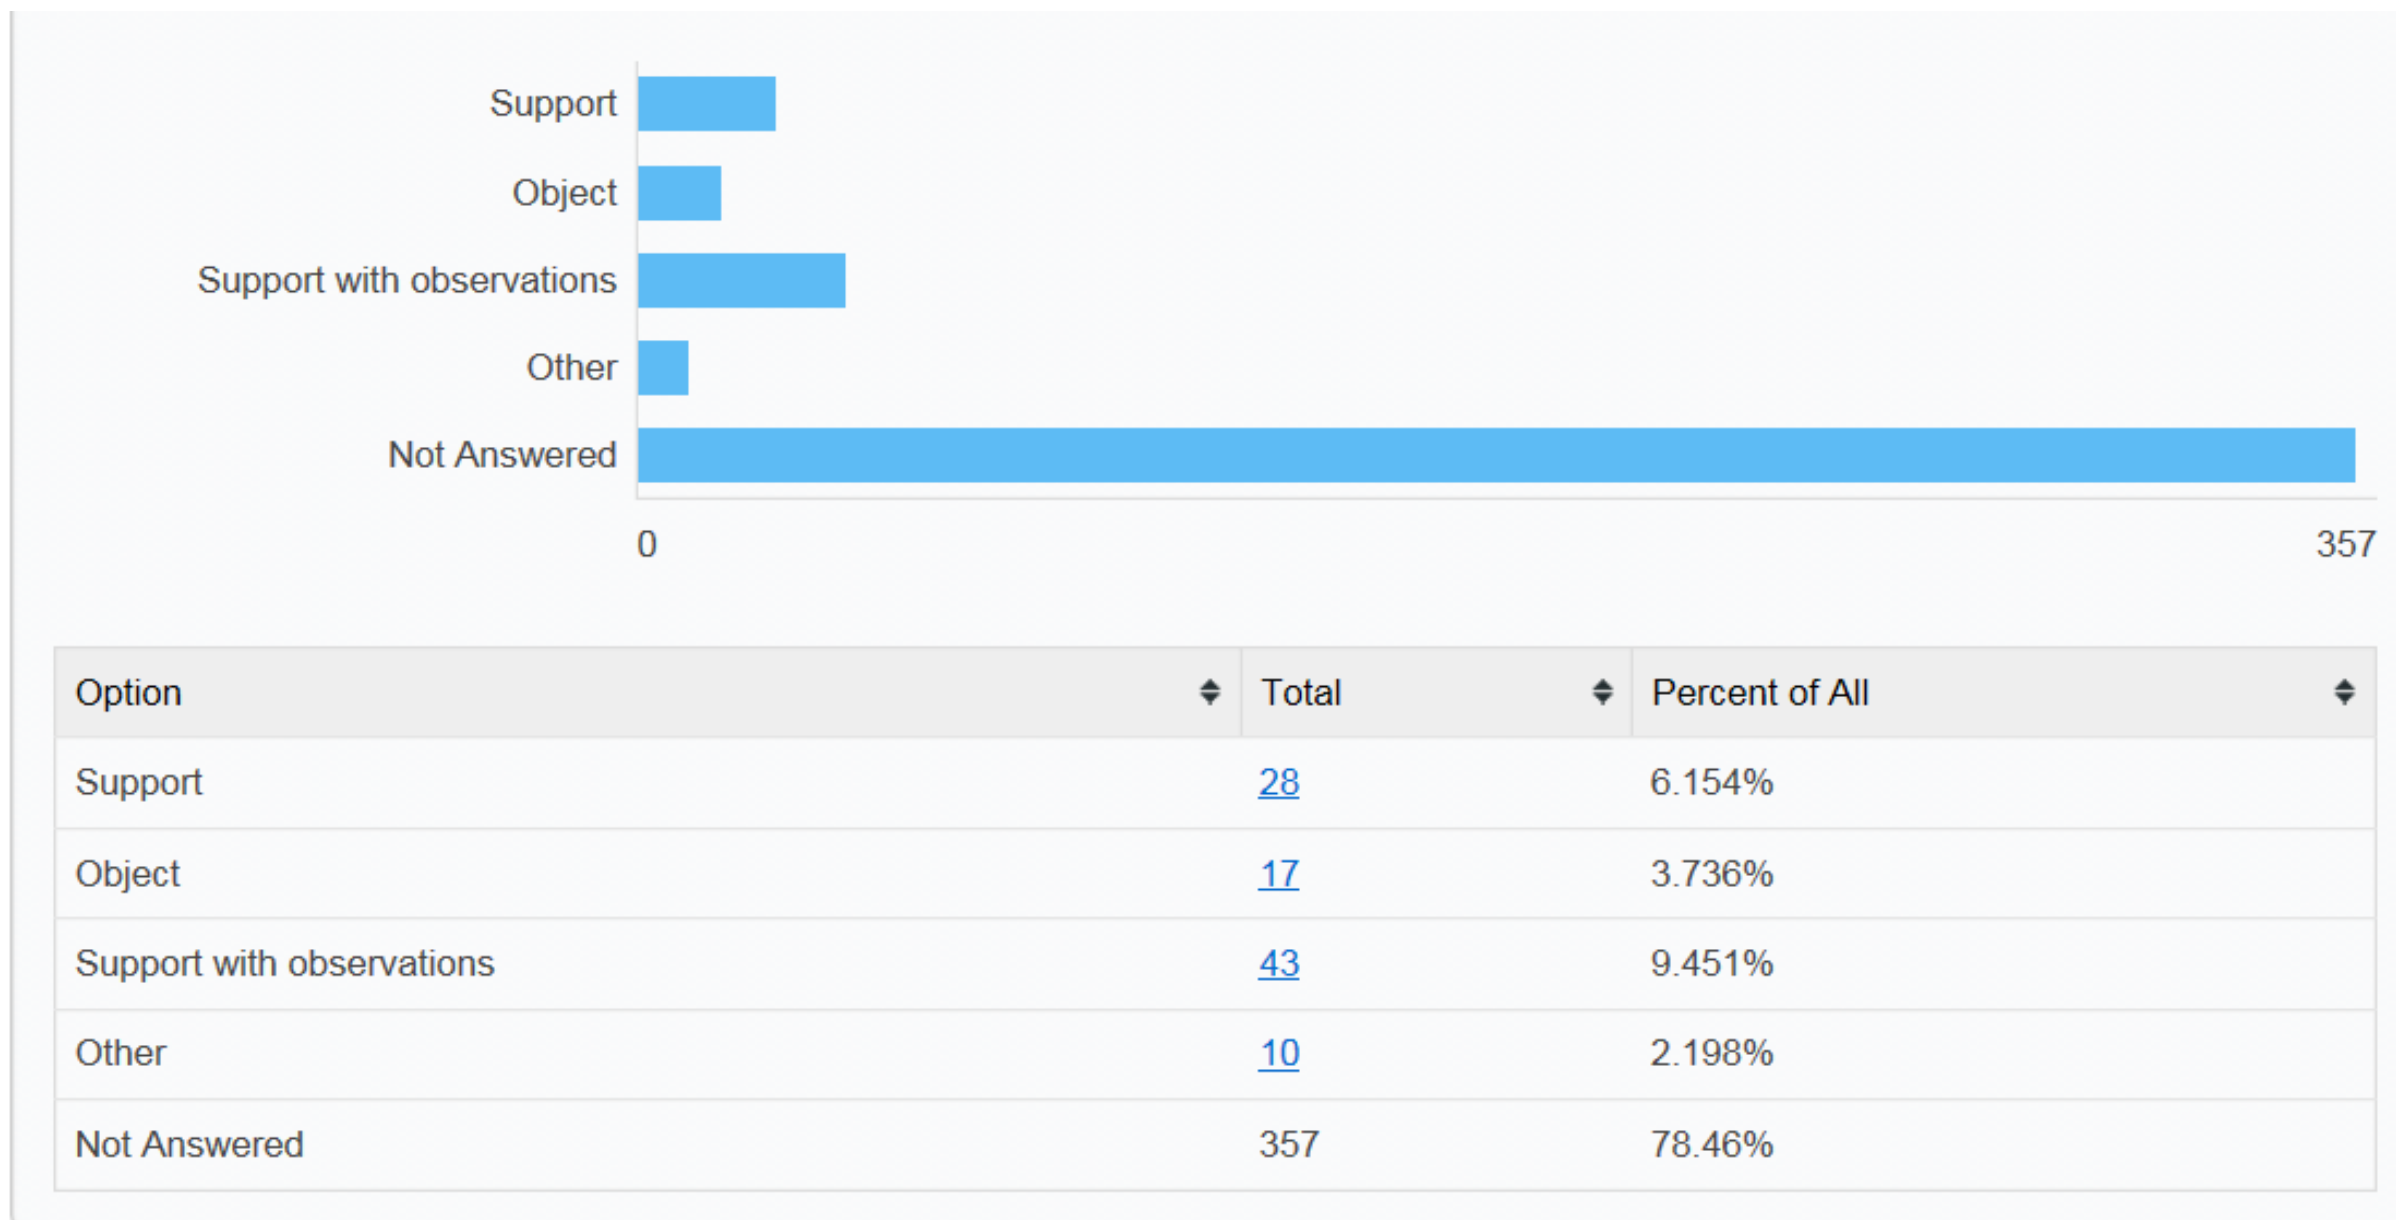 Support
Object
Support with observations
Other
Not Answered
0 357
Option Total Percent of All
Support 28 6.154%
Object 17 3.736%
Support with observations 43 9.451%
Other 10 2.198%
Not Answered 357 78.46%